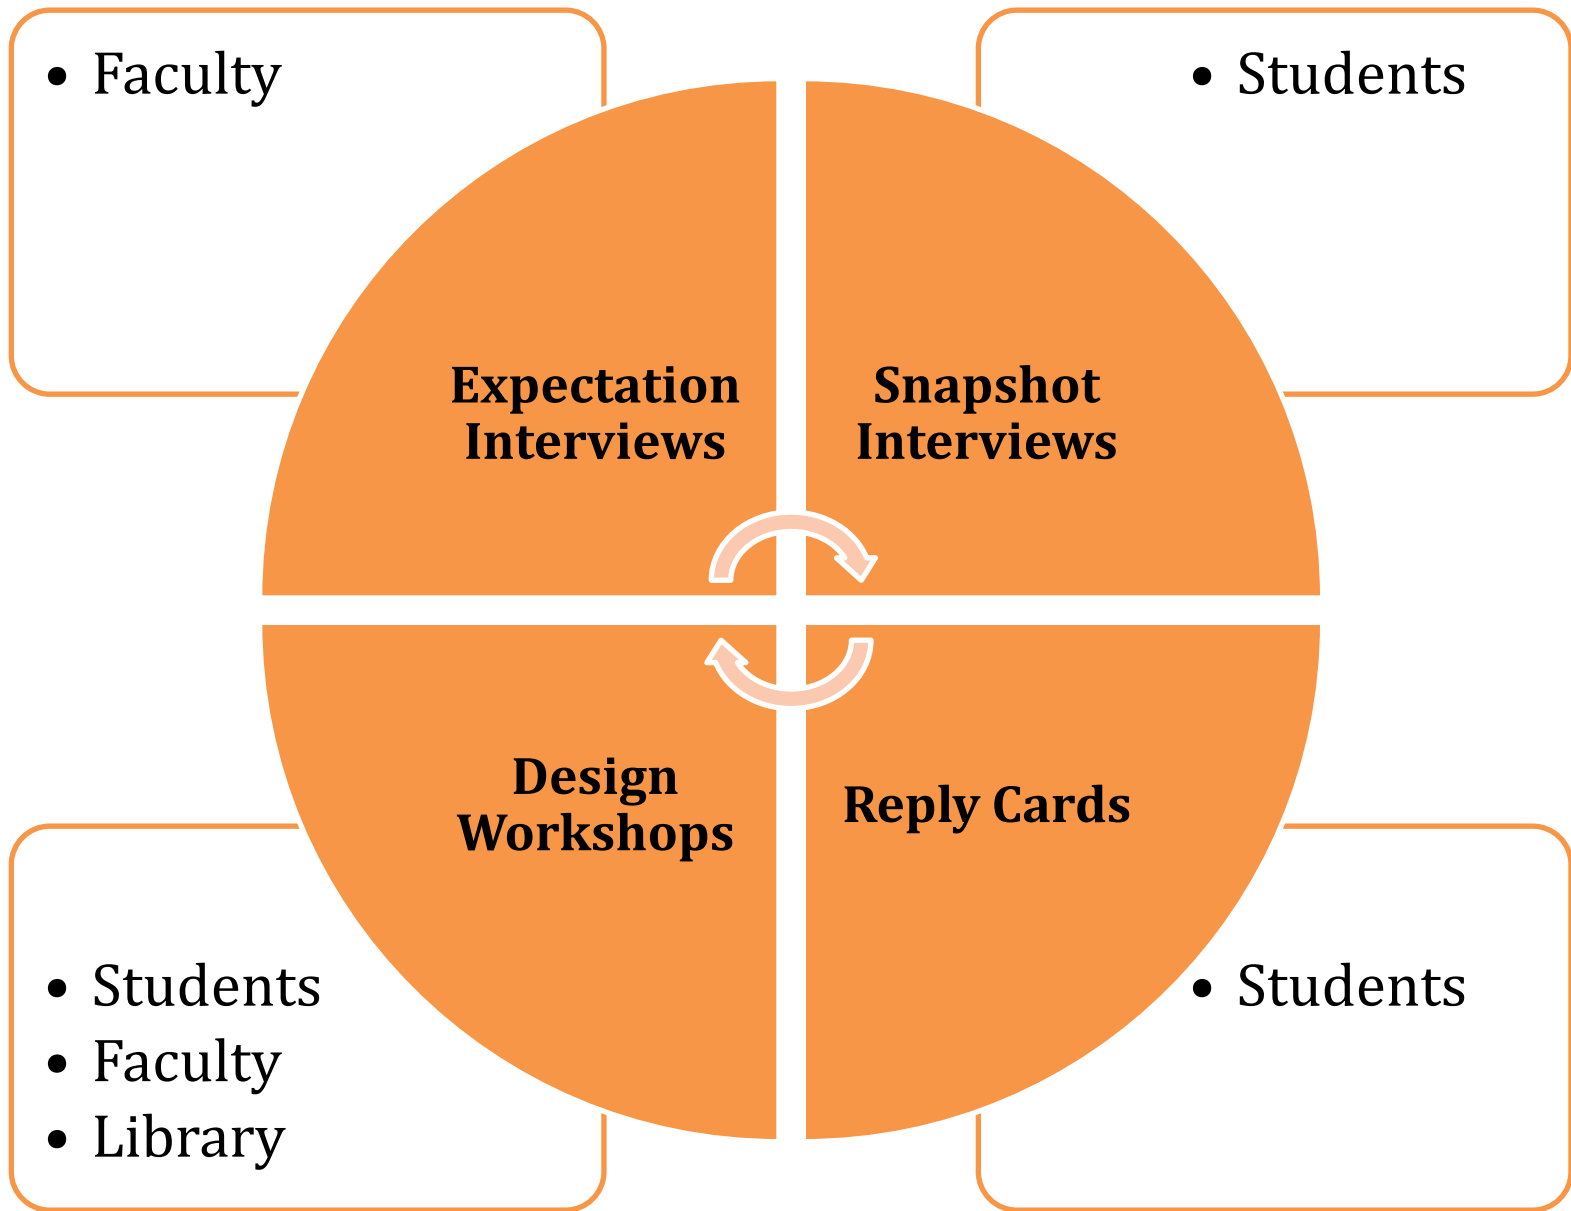 • Faculty
• Students
Expectation
Interviews
Snapshot
Interviews
Design
Workshops
Reply Cards
• Students
• Faculty
• Library
• Students